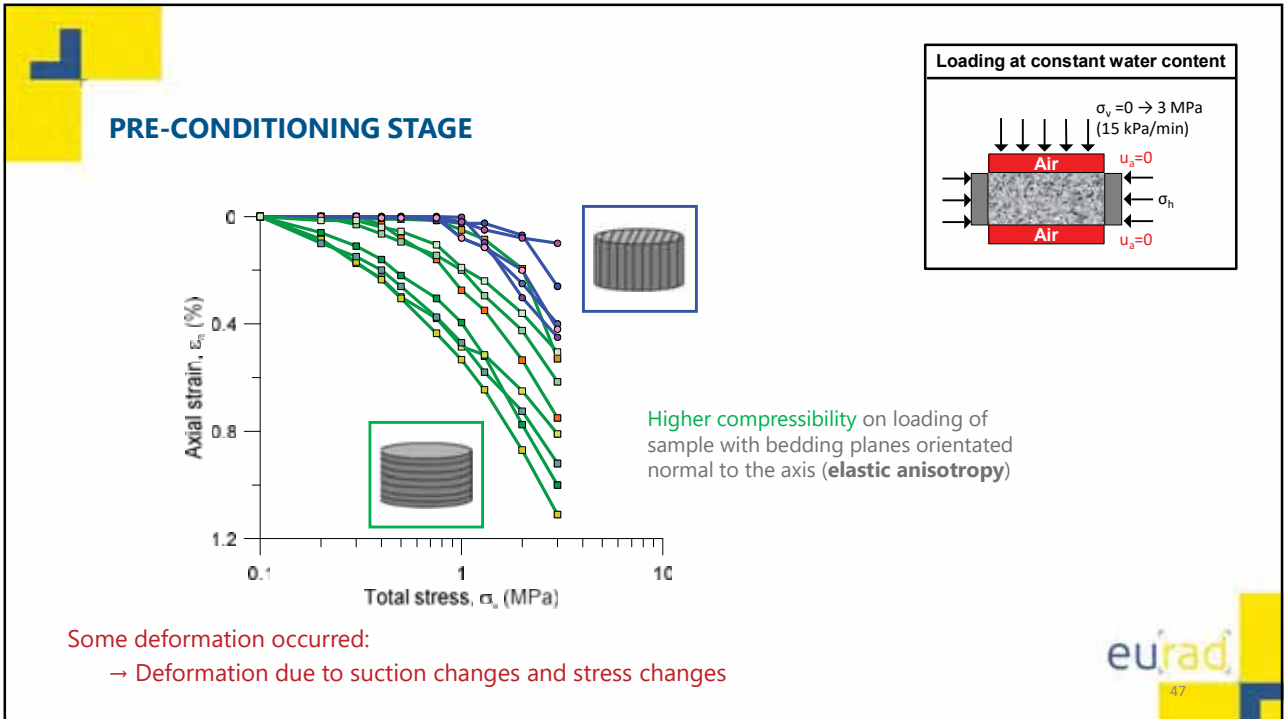 Loading at constant water content
σᵥ =0 → 3 MPa
(15 kPa/min)
Air
uₐ=0
σₕ
Air
uₐ=0
PRE-CONDITIONING STAGE
0
0.4
0.8
1.2
0.1
1
10
Axial strain, (%)
Total stress, (MPa)
Higher compressibility on loading of
sample with bedding planes orientated
normal to the axis (elastic anisotropy)
Some deformation occurred:
→ Deformation due to suction changes and stress changes
eurad
47